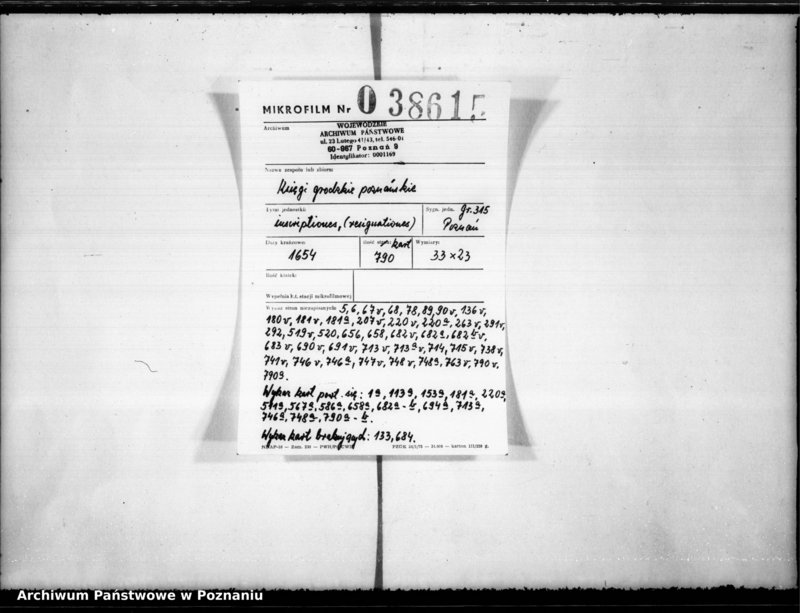 MIKROFILM Nr 0 38615
Archiwum
WOJEWÓDZKIE
ARCHIWUM PAŃSTWOWE
ul. 23 Lutego 41/43, tel. 546-01
60-967 Poznań 9
Identyfikator: 0001169
Nazwa zespołu lub zbioru
Księgi grodzkie poznańskie
Tytuł jednostki
inscriptiones, (resignationes)
Sygn. jedn. Gr. 315
Poznań
Daty krańcowe
1654
Ilość stron kart
790
Wymiary:
33 x 23
Ilość klatek:
Wypełnia kz. stacji mikrofilmowej
Wykaz stron niezapisanych: 5, 6, 67v, 68, 78, 89, 90v, 136v,
180v, 181v, 181a, 207v, 220v, 220a, 263v, 291v,
292, 519v, 520, 656, 658, 682v, 682a, 682bv,
683v, 690v, 691v, 713v, 713av, 714, 715v, 738v,
741v, 746v, 746a, 747v, 748v, 748a, 763v, 790v,
790a.
Wykaz kart post. się: 1a, 113a, 153a, 181a, 220a,
511a, 567a, 586a, 658a, 682a-b, 694a, 713a,
746a, 748a, 790a-b.
Wykaz kart brakujących: 133, 684.
Archiwum Państwowe w Poznaniu